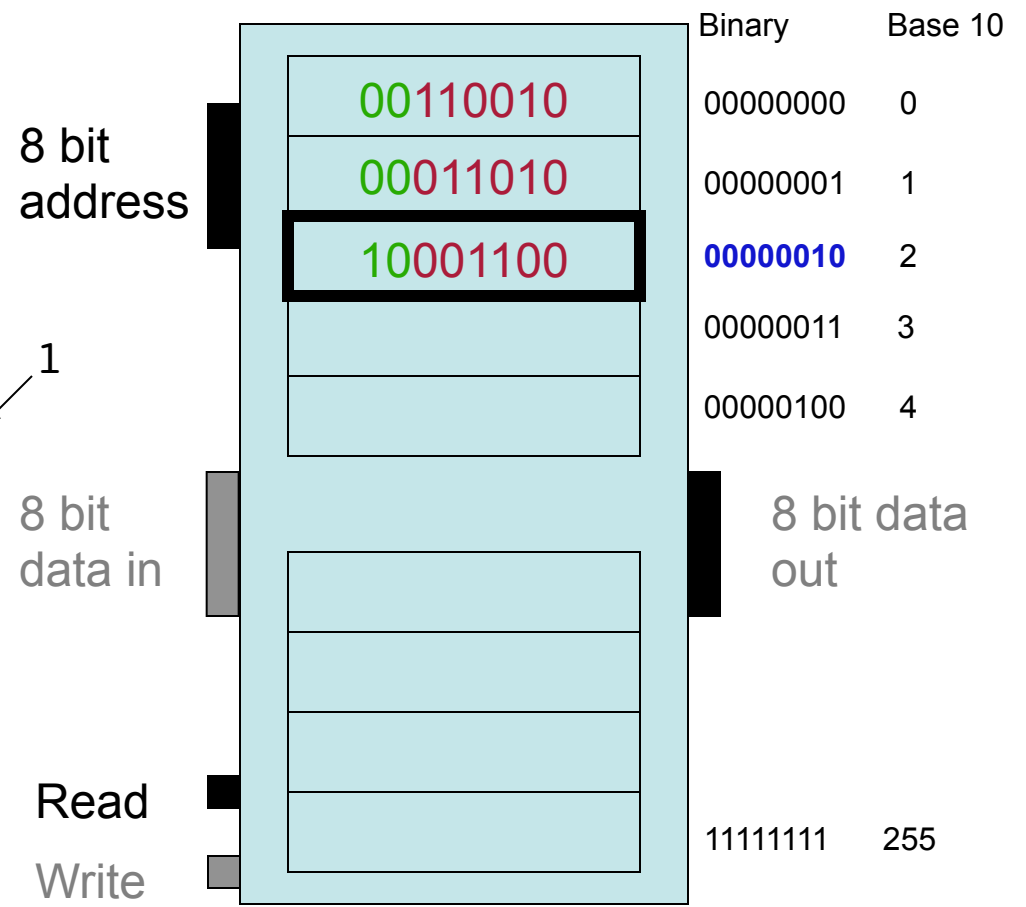 Binary Base 10
00110010 00000000 0
8 bit
address
00011010 00000001 1
10001100 00000010 2
00000011 3
1
00000100 4
8 bit
data in
8 bit data
out
Read
11111111 255
Write